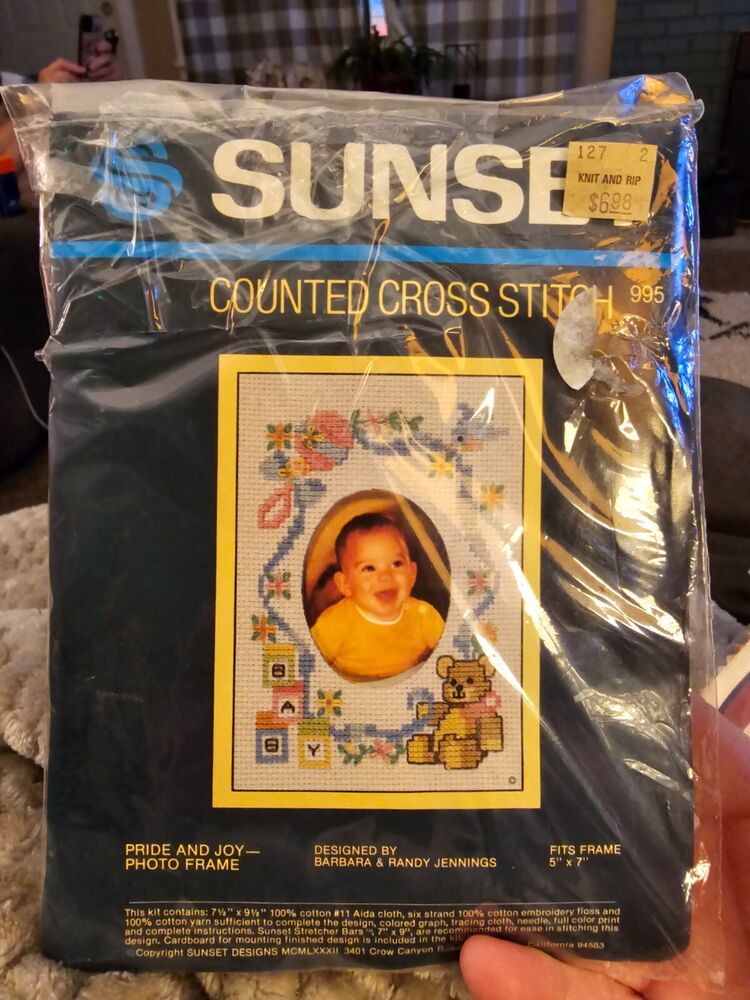 SUNSET
127 2
KNIT AND RIP
$6.98
COUNTED CROSS STITCH 995
B
A
B Y
PRIDE AND JOY—
PHOTO FRAME
DESIGNED BY
BARBARA & RANDY JENNINGS
FITS FRAME
5" x 7"
This kit contains: 7½" x 9½" 100% cotton #11 Aida cloth, six strand 100% cotton embroidery floss and
100% cotton yarn sufficient to complete the design, colored graph, tracing cloth, needle, full color print
and complete instructions. Sunset Stretcher Bars™, 7" x 9", are recommended for ease in stitching this
design. Cardboard for mounting finished design is included in the kit
©Copyright SUNSET DESIGNS MCMLXXXII 3401 Crow Canyon California 94583